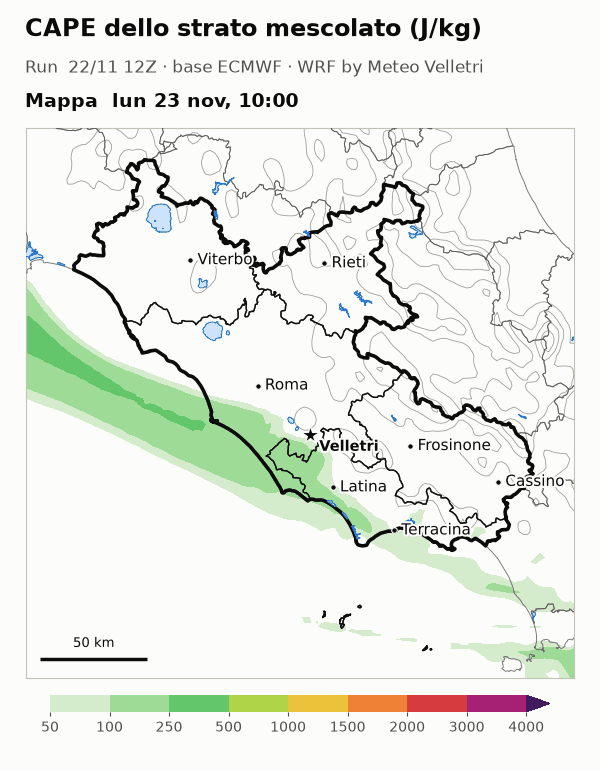 CAPE dello strato mescolato (J/kg)
Run  22/11 12Z · base ECMWF · WRF by Meteo Velletri
Mappa  lun 23 nov, 10:00
Viterbo
Rieti
Roma
Velletri
Frosinone
Latina
Cassino
Terracina
50 km
50 100 250 500 1000 1500 2000 3000 4000